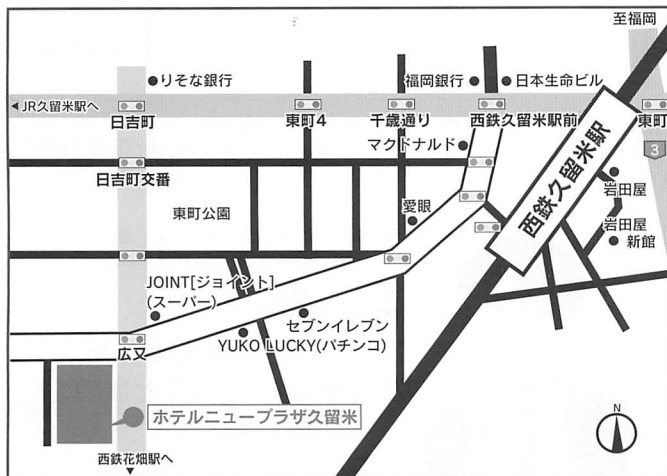 至福岡
りそな銀行
福岡銀行
日本生命ビル
JR久留米駅へ
日吉町
東町4
千歳通り
西鉄久留米駅前
東町
マクドナルド
3
日吉町交番
西鉄久留米駅
岩田屋
東町公園
愛眼
岩田屋
新館
JOINT[ジョイント]
(スーパー)
セブンイレブン
YUKO LUCKY(パチンコ)
広又
ホテルニュープラザ久留米
N
西鉄花畑駅へ